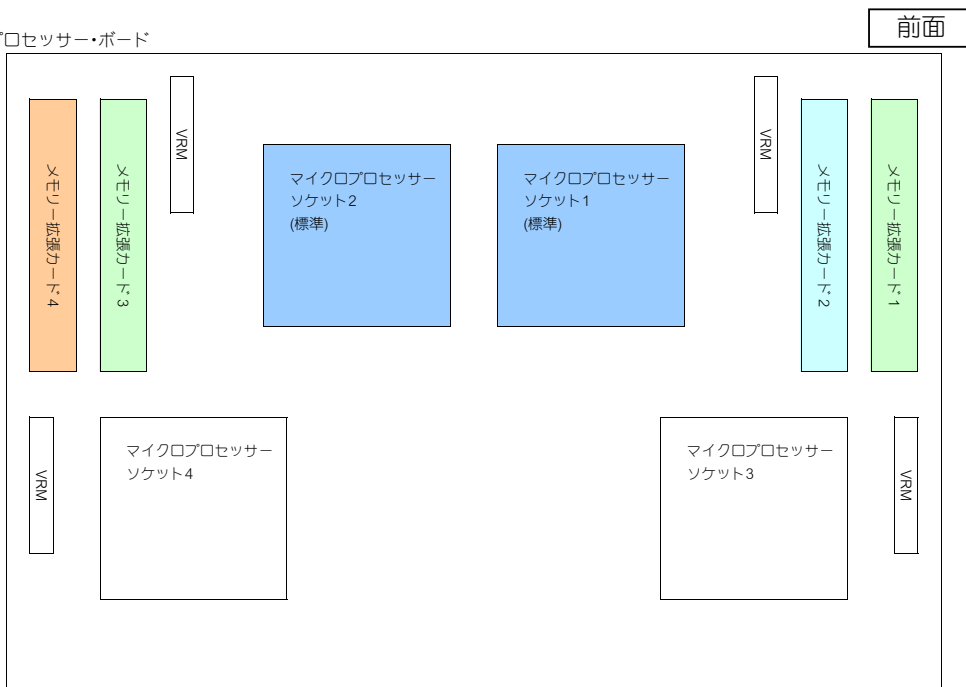 前面
プロセッサー・ボード
VRM
VRM
メモリー拡張カード 4
メモリー拡張カード 3
メモリー拡張カード 2
メモリー拡張カード 1
マイクロプロセッサー
ソケット2
(標準)
マイクロプロセッサー
ソケット1
(標準)
VRM
マイクロプロセッサー
ソケット4
マイクロプロセッサー
ソケット3
VRM